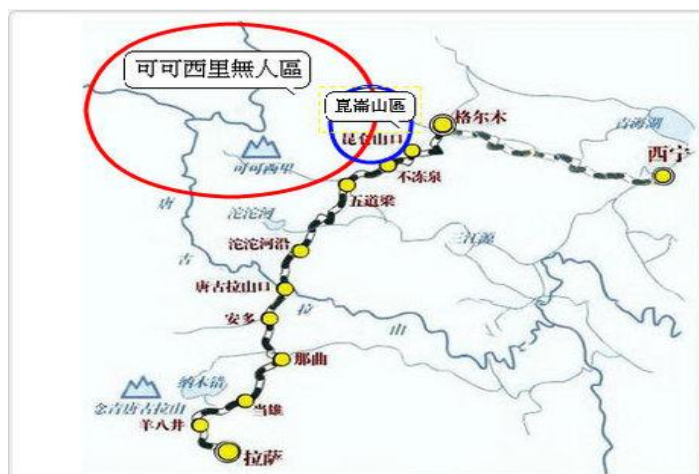 可可西里無人區
崑崙山區
格尔木
青海湖
昆仑山口
西宁
可可西里
不冻泉
五道梁
唐
沱沱河
三江源
古
沱沱河沿
唐古拉山口
拉
安多
山
那曲
纳木错
念青唐古拉山
当雄
羊八井
拉萨